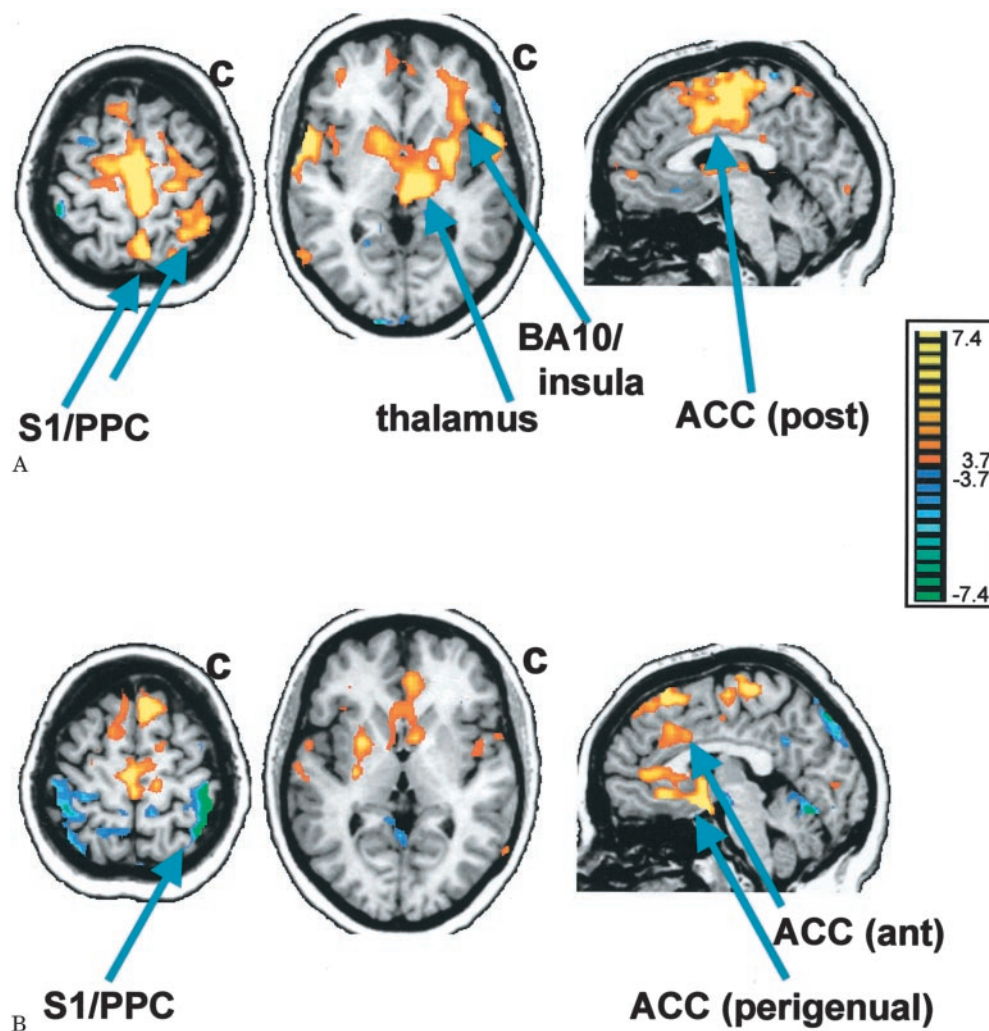 C
C
S1/PPC
thalamus
BA10/
insula
ACC (post)
A
7.4
3.7
-3.7
-7.4
C
C
S1/PPC
ACC (ant)
ACC (perigenual)
B